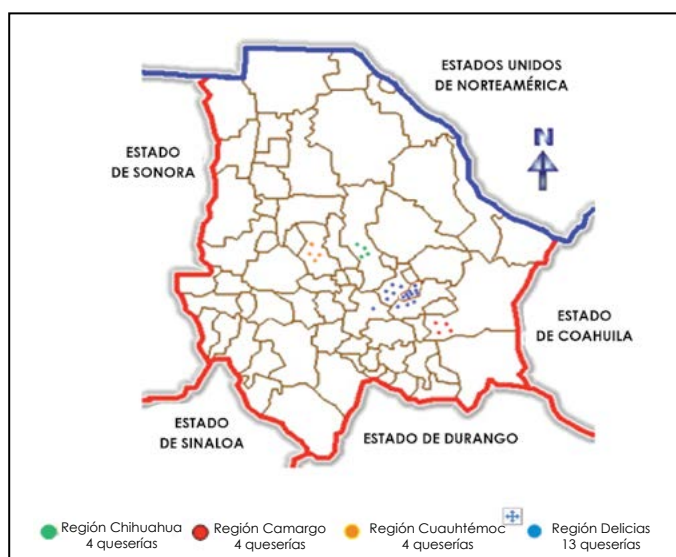 ESTADOS UNIDOS
DE NORTEAMÉRICA
N
ESTADO
DE SONORA
ESTADO
DE COAHUILA
ESTADO
DE SINALOA
ESTADO DE DURANGO
Región Chihuahua
4 queserías
Región Camargo
4 queserías
Región Cuauhtémoc
4 queserías
Región Delicias
13 queserías